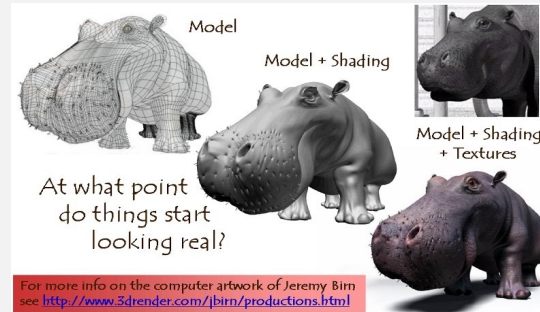 Model
Model + Shading
Model + Shading
+ Textures
At what point
do things start
looking real?
For more info on the computer artwork of Jeremy Birn
see http://www.3drender.com/jbirn/productions.html